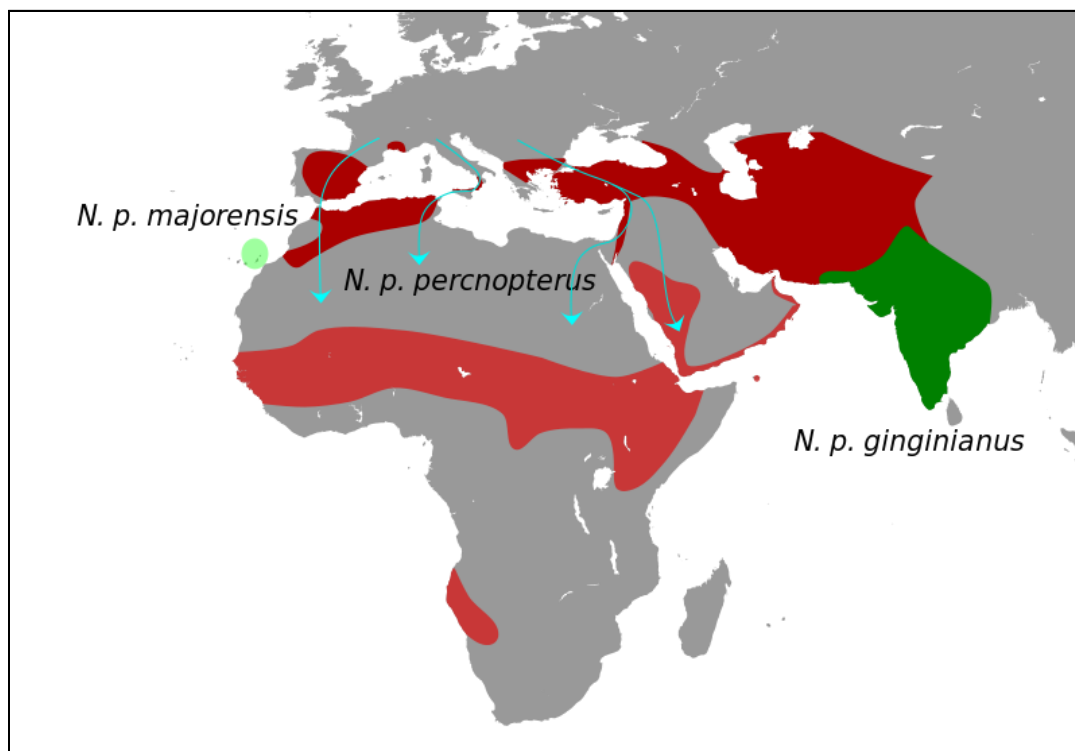 N. p. majorensis
N. p. percnopterus
N. p. ginginianus